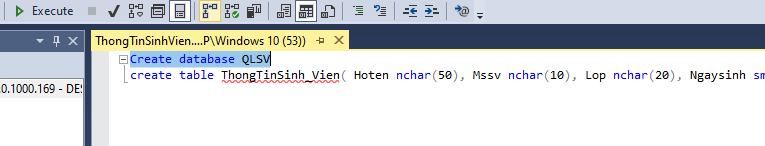 Execute
ThongTinSinhVien....P\Windows 10 (53))
Create database QLSV
.0.1000.169 - DES
create table ThongTinSinh_Vien( Hoten nchar(50), Mssv nchar(10), Lop nchar(20), Ngaysinh sm